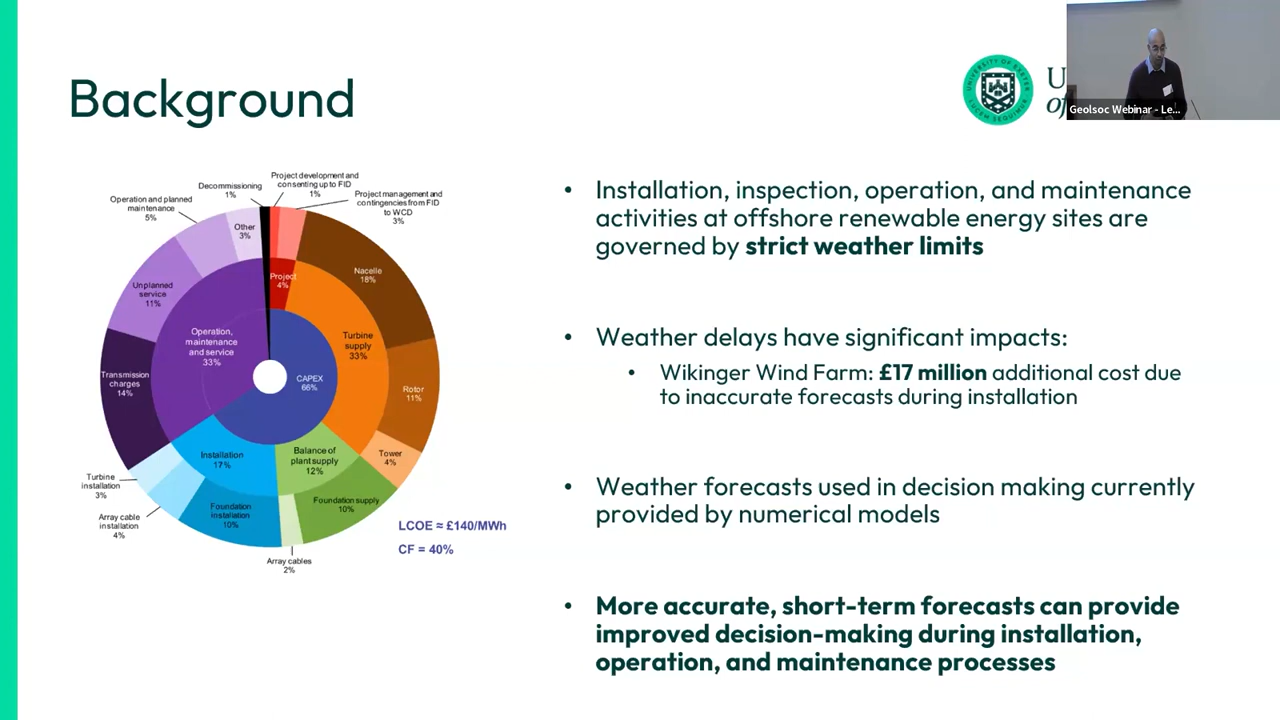 Background
UNIVERSITY OF EXETER
LUCEM SEQUIMUR
U
of
Geolsoc Webinar - Le...
Decommissioning
1%
Project development and
consenting up to FID
1%
Project management and
contingencies from FID
to WCD
3%
Operation and planned
maintenance
5%
Other
3%
Nacelle
18%
Project
4%
Unplanned
service
11%
Operation,
maintenance
and service
33%
Turbine
supply
33%
CAPEX
66%
Transmission
charges
14%
Rotor
11%
Installation
17%
Balance of
plant supply
12%
Tower
4%
Turbine
installation
3%
Array cable
installation
4%
Foundation
installation
10%
Foundation supply
10%
Array cables
2%
LCOE ≈ £140/MWh
CF = 40%
• Installation, inspection, operation, and maintenance
activities at offshore renewable energy sites are
governed by strict weather limits
• Weather delays have significant impacts:
• Wikinger Wind Farm: £17 million additional cost due
to inaccurate forecasts during installation
• Weather forecasts used in decision making currently
provided by numerical models
• More accurate, short-term forecasts can provide
improved decision-making during installation,
operation, and maintenance processes